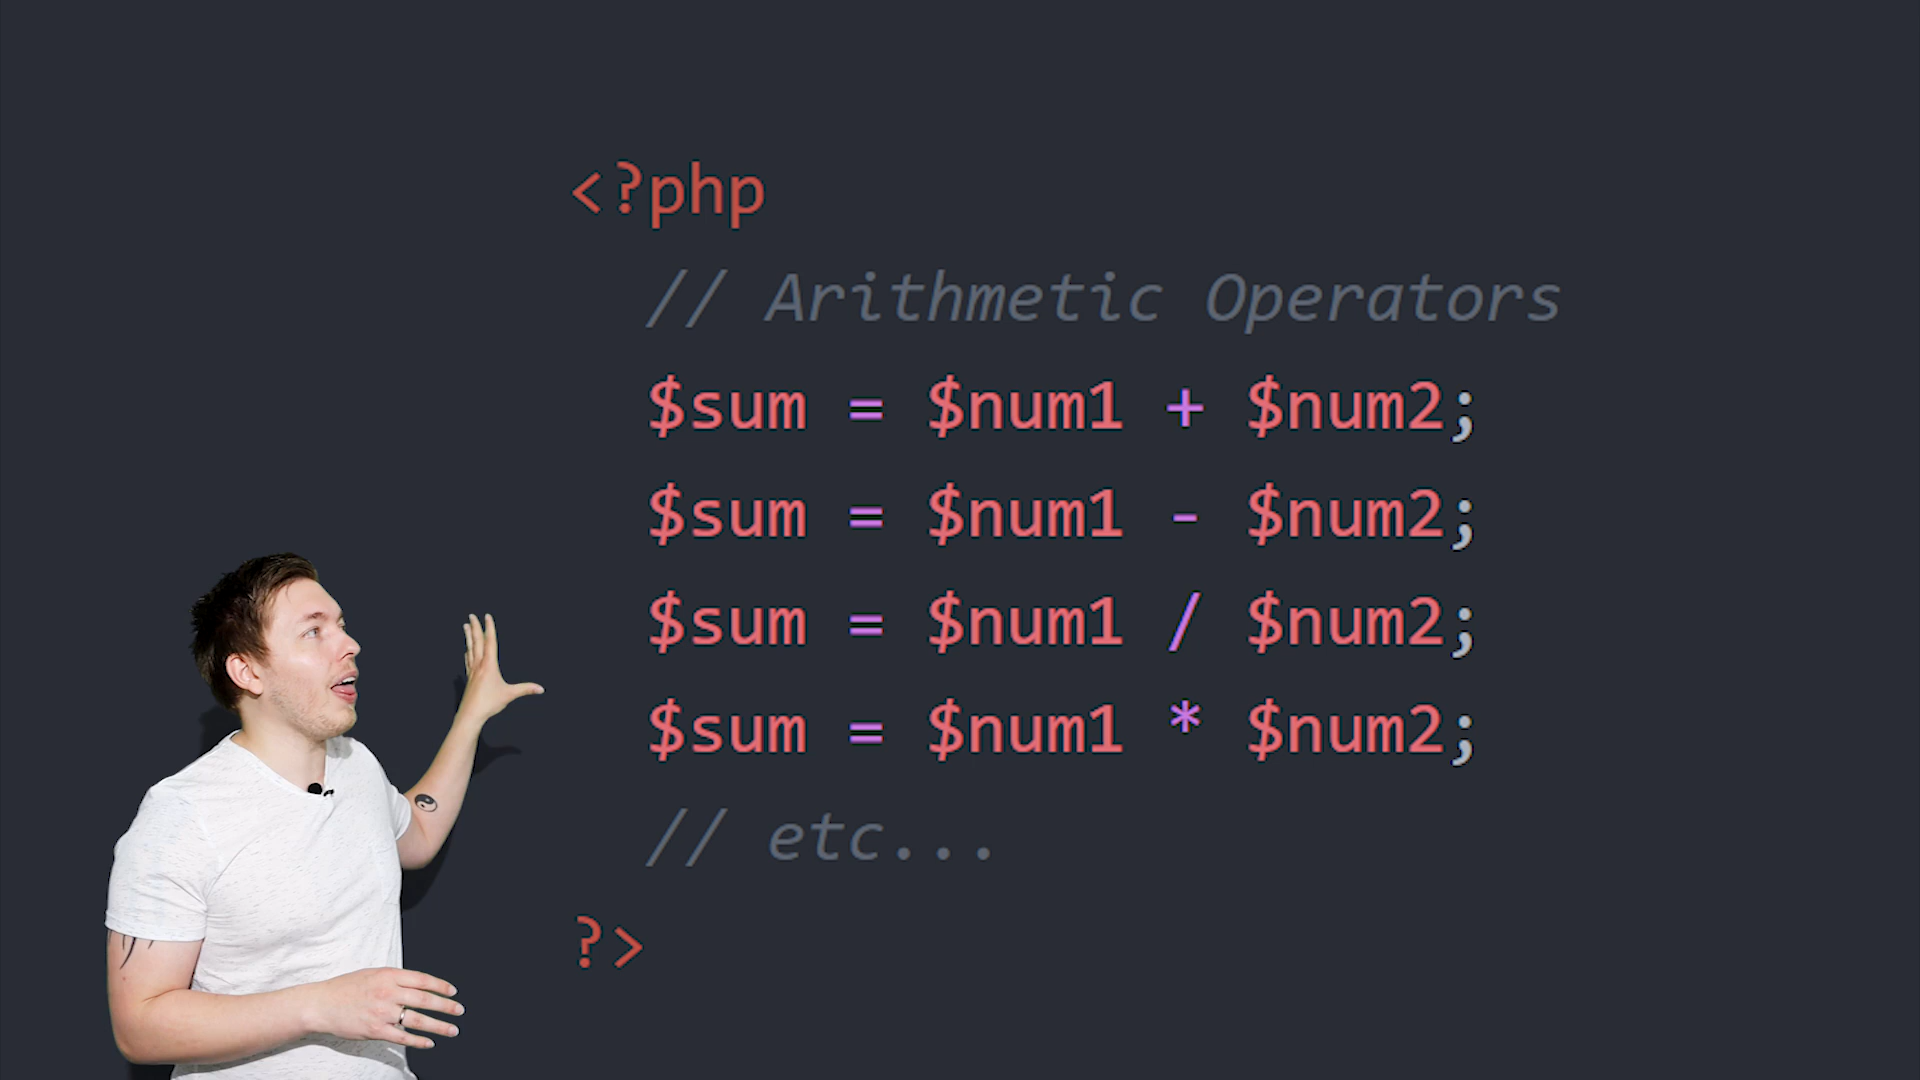 <?php
// Arithmetic Operators
$sum = $num1 + $num2;
$sum = $num1 - $num2;
$sum = $num1 / $num2;
$sum = $num1 * $num2;
// etc...
?>